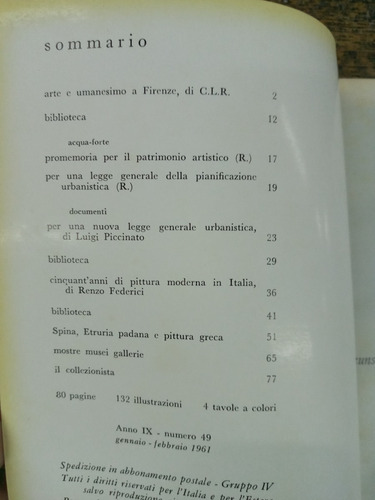 sommario
arte e umanesimo a Firenze, di C.L.R. 2
biblioteca 12
acqua-forte
promemoria per il patrimonio artistico (R.) 17
per una legge generale della pianificazione
urbanistica (R.) 19
documenti
per una nuova legge generale urbanistica,
di Luigi Piccinato 23
biblioteca 29
cinquant'anni di pittura moderna in Italia,
di Renzo Federici 36
biblioteca 41
Spina, Etruria padana e pittura greca 51
mostre musei gallerie 65
il collezionista 77
80 pagine 132 illustrazioni 4 tavole a colori
Anno IX - numero 49
gennaio - febbraio 1961
Spedizione in abbonamento postale - Gruppo IV
Tutti i diritti riservati per l'Italia e per l'Estero
salvo riproduzione